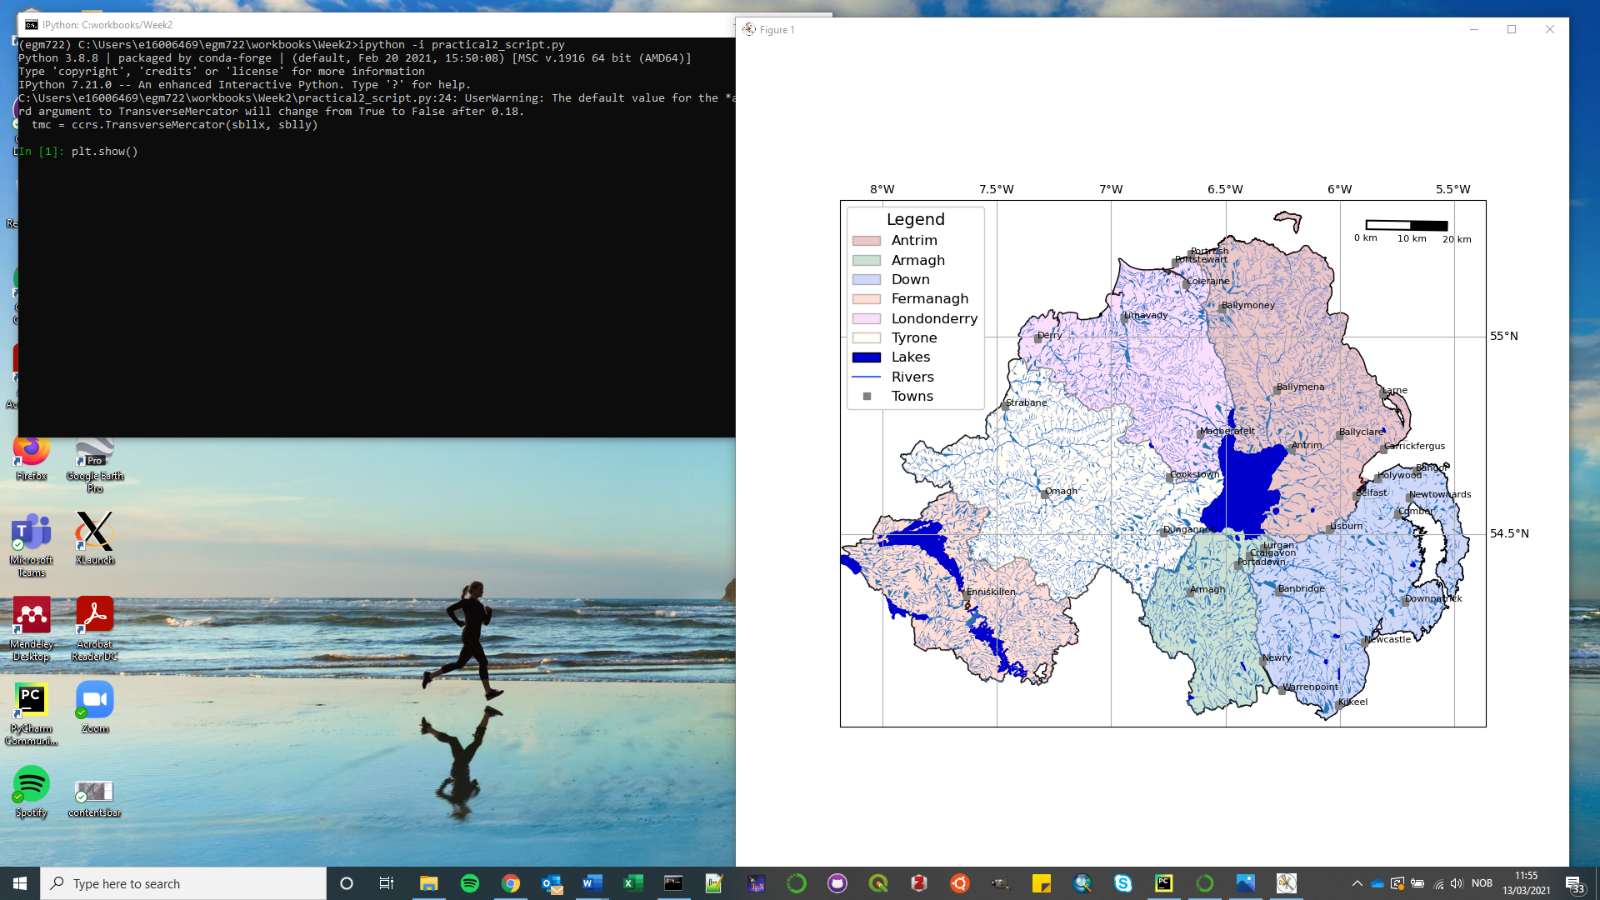 IPython: C:workbooks/Week2
(egm722) C:\Users\e16006469\egm722\workbooks\Week2>ipython -i practical2_script.py
Python 3.8.8 | packaged by conda-forge | (default, Feb 20 2021, 15:50:08) [MSC v.1916 64 bit (AMD64)]
Type 'copyright', 'credits' or 'license' for more information
IPython 7.21.0 -- An enhanced Interactive Python. Type '?' for help.
C:\Users\e16006469\egm722\workbooks\Week2\practical2_script.py:24: UserWarning: The default value for the
rd argument to TransverseMercator will change from True to False after 0.18.
tmc = ccrs.TransverseMercator(sbllx, sblly)
In [1]: plt.show()
Firefox
Google Earth
Pro
Microsoft
Teams
XLaunch
Mendeley
Desktop
Acrobat
Reader DC
PyCharm
Communi...
Zoom
Spotify
contentsbar
Figure 1
8°W 7.5°W 7°W 6.5°W 6°W 5.5°W
Legend
Antrim
Armagh
Down
Fermanagh
Londonderry
Tyrone
Lakes
Rivers
Towns
0 km 10 km 20 km
55°N
54.5°N
Portrush
Portstewart
Coleraine
Ballymoney
Limavady
Derry
Ballymena
Larne
Strabane
Magherafelt
Ballyclare
Antrim
Carrickfergus
Bangor
Holywood
Cookstown
Omagh
Belfast
Newtownards
Comber
Dungannon
Lisburn
Lurgan
Craigavon
Portadown
Enniskillen
Armagh
Banbridge
Downpatrick
Newcastle
Newry
Warrenpoint
Kilkeel
Type here to search
NOB
11:55
13/03/2021
33